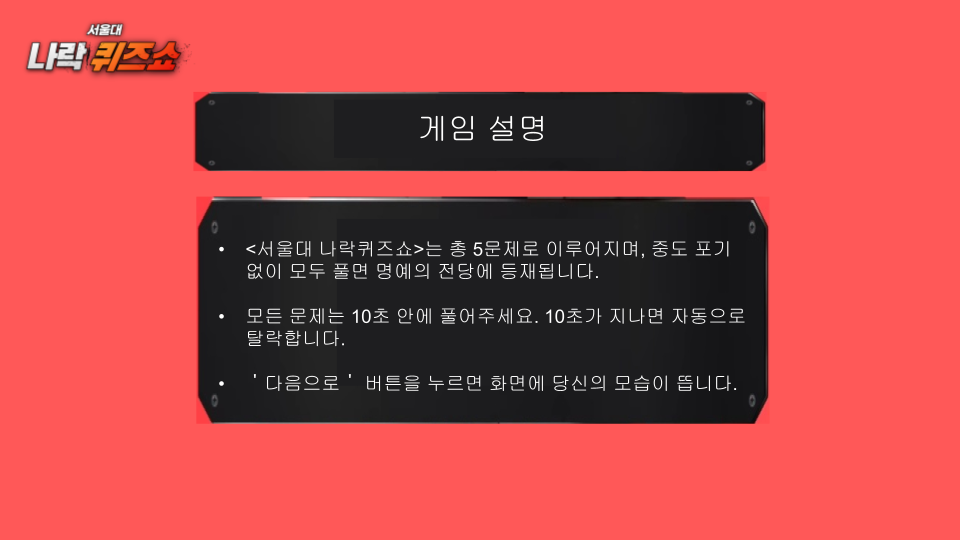 서울대
나락 퀴즈쇼
게임 설명
• <서울대 나락퀴즈쇼>는 총 5문제로 이루어지며, 중도 포기
없이 모두 풀면 명예의 전당에 등재됩니다.
• 모든 문제는 10초 안에 풀어주세요. 10초가 지나면 자동으로
탈락합니다.
• ＇다음으로＇ 버튼을 누르면 화면에 당신의 모습이 뜹니다.